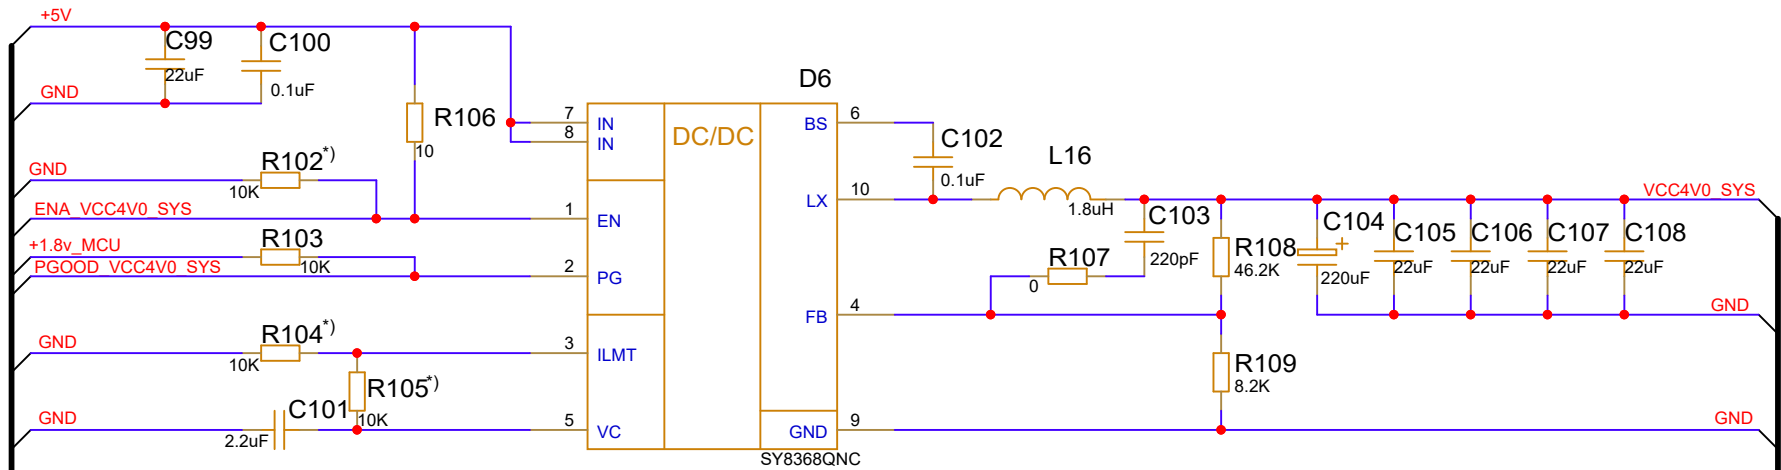 +5V
C99
22uF
C100
0.1uF
GND
R106
10
GND
R102*)
10K
ENA_VCC4V0_SYS
+1.8v_MCU
R103
10K
PGOOD_VCC4V0_SYS
GND
R104*)
10K
R105*)
10K
GND
C101
2.2uF
D6
DC/DC
7
IN
8
IN
1
EN
2
PG
3
ILMT
5
VC
BS
6
LX
10
FB
4
GND
9
SY8368QNC
C102
0.1uF
L16
1.8uH
C103
220pF
R107
0
R108
46.2K
R109
8.2K
C104
+
220uF
C105
22uF
C106
22uF
C107
22uF
C108
22uF
VCC4V0_SYS
GND
GND